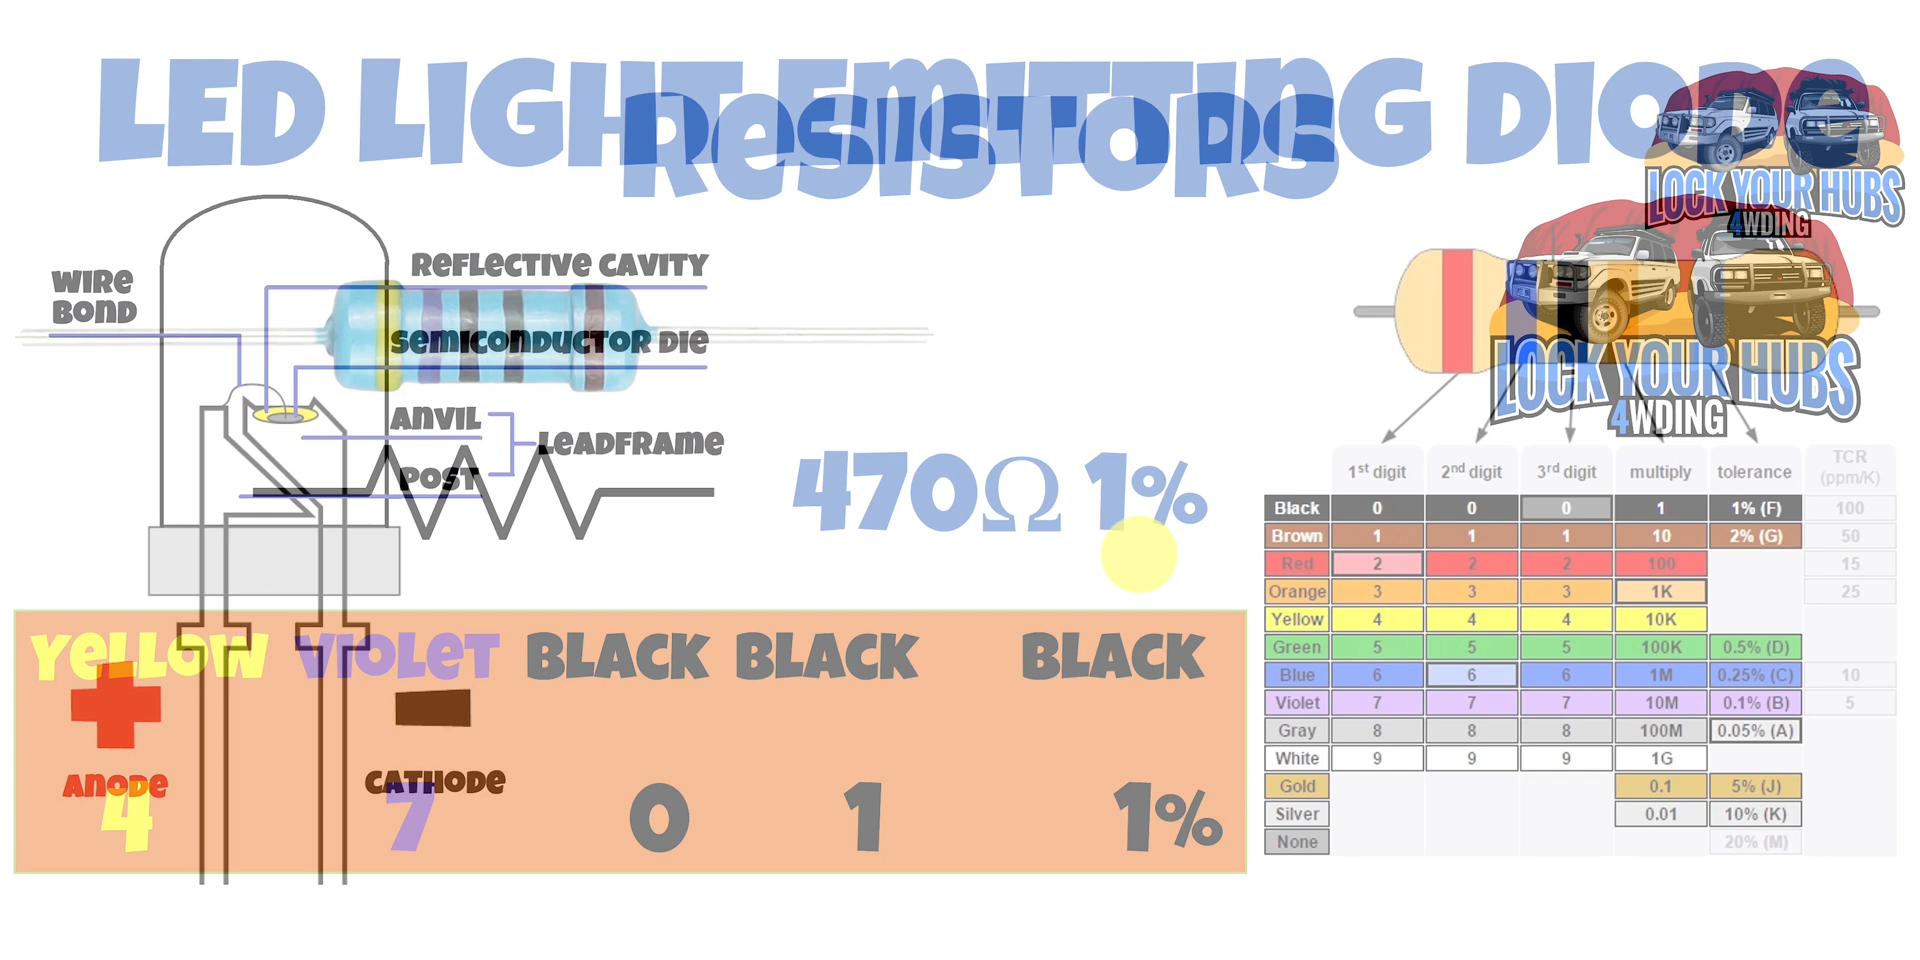 LED LIGHT EMITTING DIODE
RESISTORS
LOCK YOUR HUBS
4WDING
LOCK YOUR HUBS
4WDING
WIRE
BOND
REFLECTIVE CAVITY
SEMICONDUCTOR DIE
ANVIL
LEADFRAME
POST
470Ω 1%
YELLOW VIOLET BLACK BLACK BLACK
ANODE CATHODE
4 7 0 1 1%
1st digit 2nd digit 3rd digit multiply tolerance TCR (ppm/K)
Black 0 0 0 1 1% (F) 100
Brown 1 1 1 10 2% (G) 50
Red 2 2 2 100 15
Orange 3 3 3 1K 25
Yellow 4 4 4 10K
Green 5 5 5 100K 0.5% (D)
Blue 6 6 6 1M 0.25% (C) 10
Violet 7 7 7 10M 0.1% (B) 5
Gray 8 8 8 100M 0.05% (A)
White 9 9 9 1G
Gold 0.1 5% (J)
Silver 0.01 10% (K)
None 20% (M)